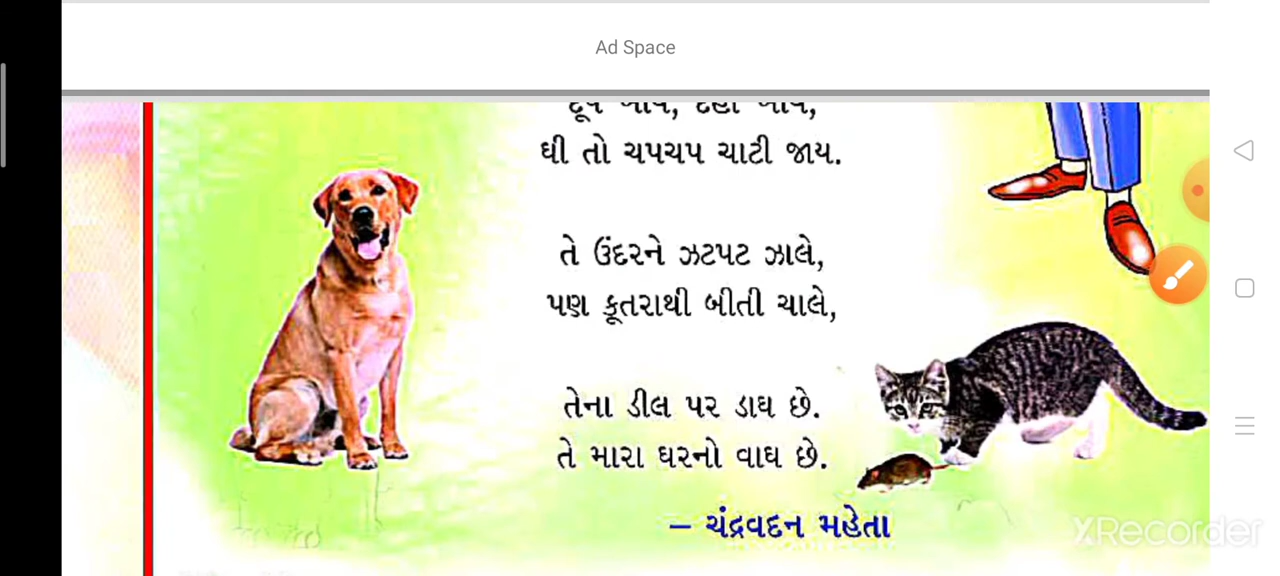 Ad Space
ઘી તો ચપચપ ચાટી જાય.
તે ઉંદરને ઝટપટ ઝાલે,
પણ કૂતરાથી બીતી ચાલે,
તેના ડીલ પર ડાઘ છે.
તે મારા ઘરનો વાઘ છે.
– ચંદ્રવદન મહેતા
XRecorder